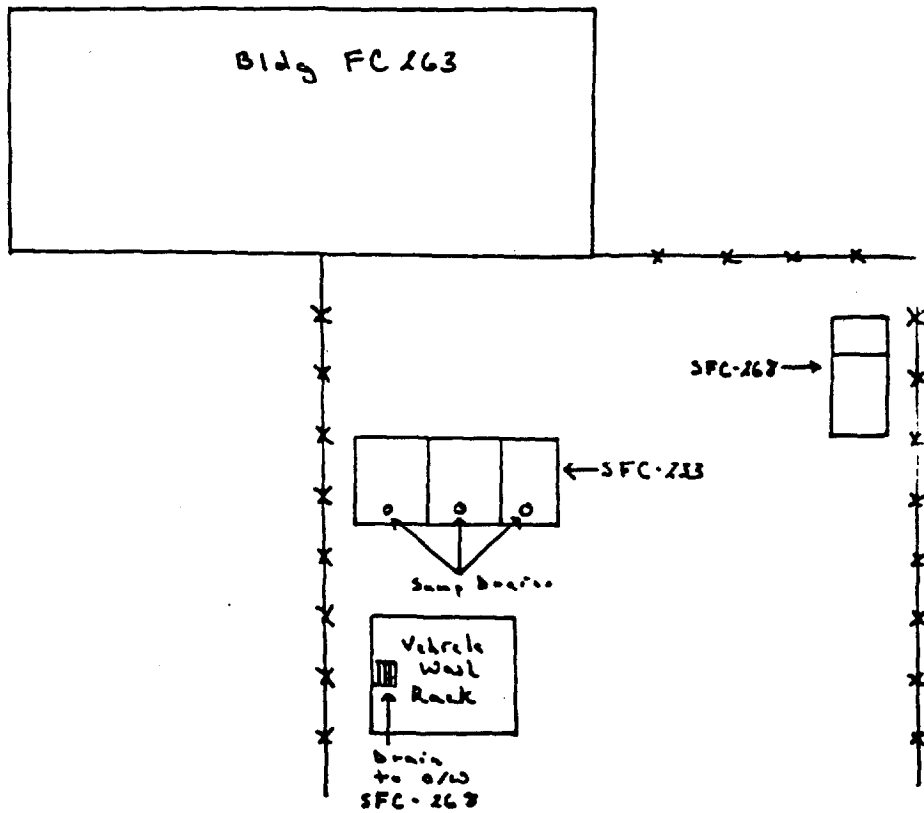 Bldg FC 263
SFC-268
SFC-233
Sump Drains
Vehicle
Wash
Rack
Drain
to O/W
SFC-268